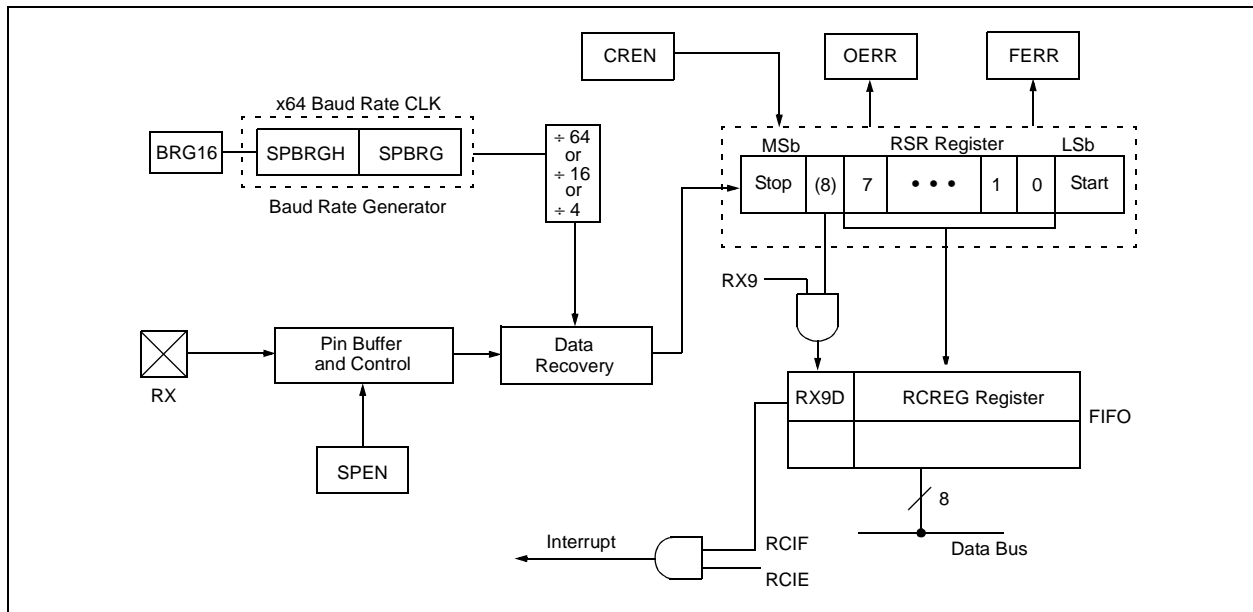 CREN
OERR
FERR
x64 Baud Rate CLK
BRG16
SPBRGH
SPBRG
Baud Rate Generator
÷ 64
or
÷ 16
or
÷ 4
MSb
RSR Register
LSb
Stop
(8)
7
• • •
1
0
Start
RX9
RX
Pin Buffer
and Control
Data
Recovery
SPEN
RX9D
RCREG Register
FIFO
8
Data Bus
Interrupt
RCIF
RCIE